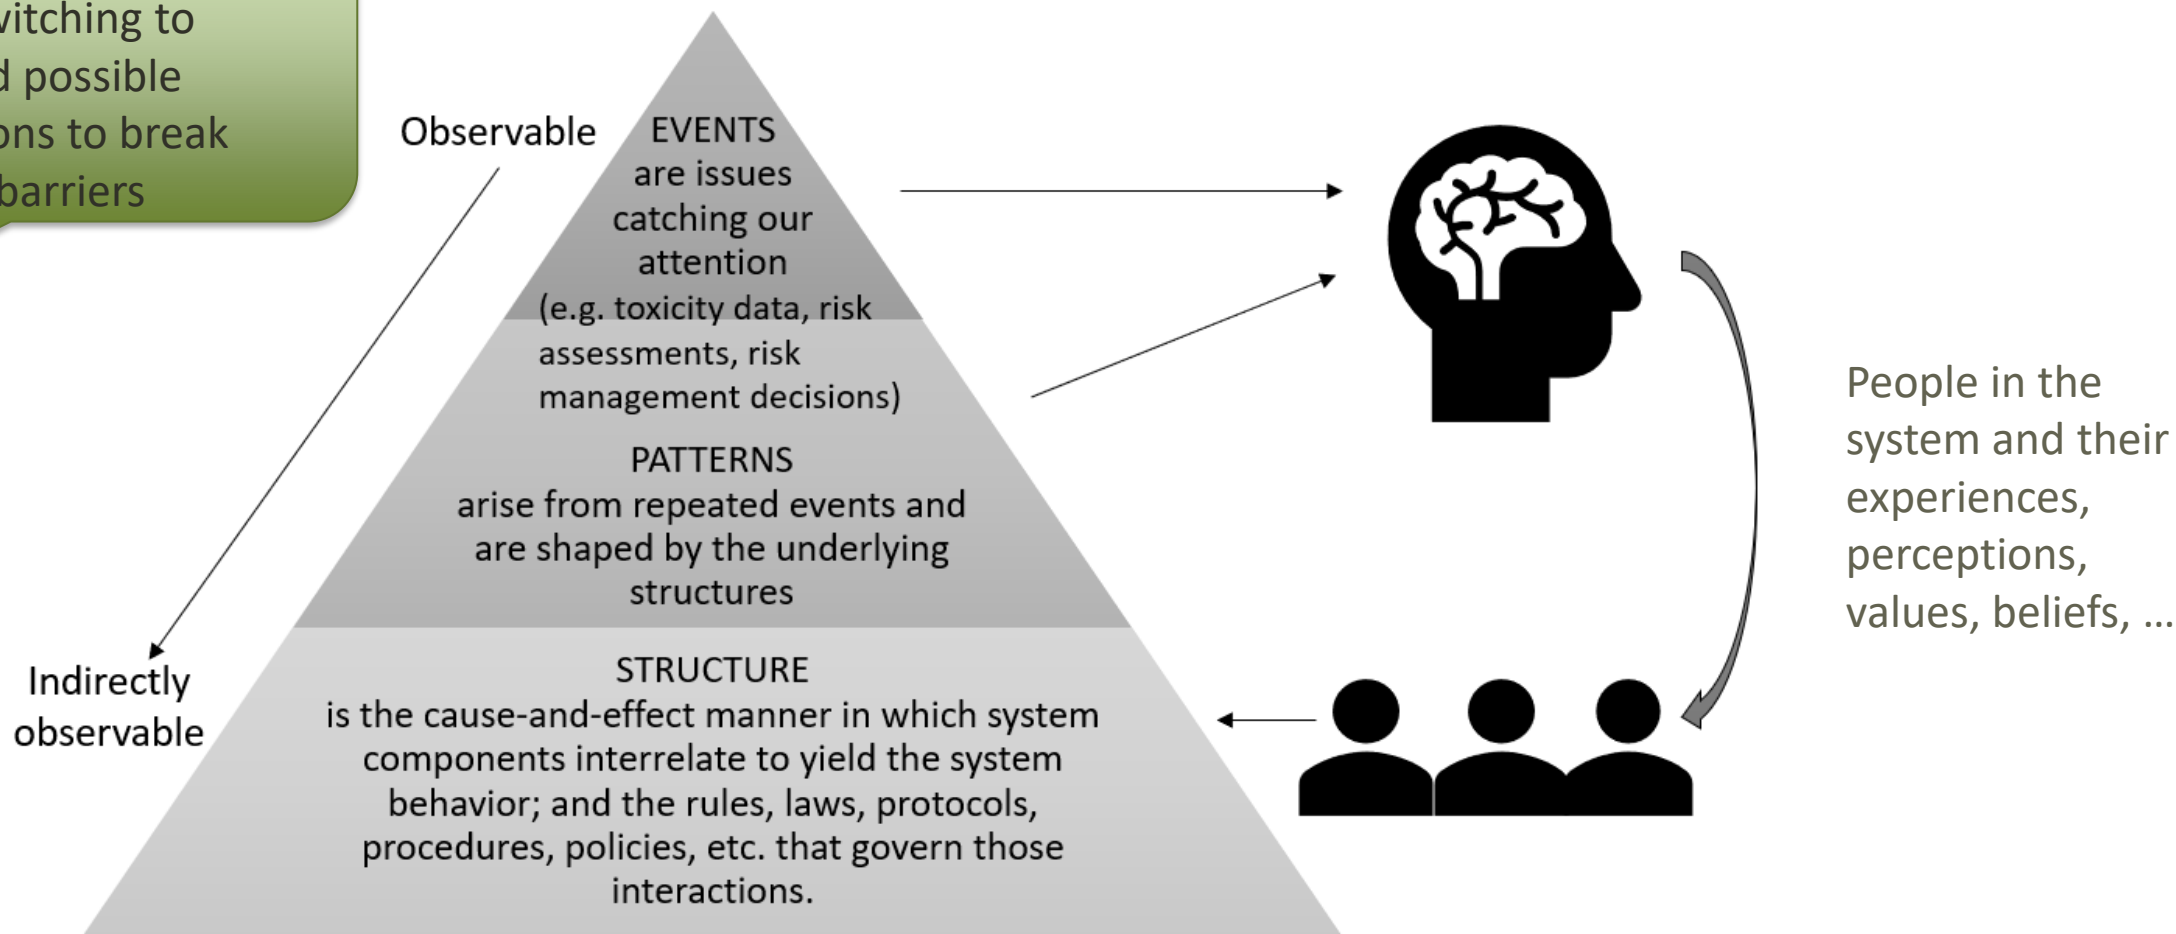 witching to
d possible
ons to break
barriers
Observable
EVENTS
are issues
catching our
attention
(e.g. toxicity data, risk
assessments, risk
management decisions)
PATTERNS
arise from repeated events and
are shaped by the underlying
structures
STRUCTURE
is the cause-and-effect manner in which system
components interrelate to yield the system
behavior; and the rules, laws, protocols,
procedures, policies, etc. that govern those
interactions.
Indirectly
observable
People in the
system and their
experiences,
perceptions,
values, beliefs, ...